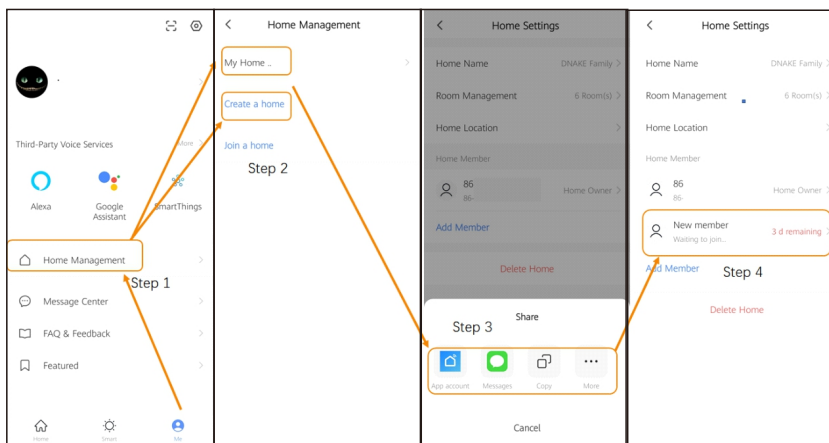 Third-Party Voice Services
More
Alexa
Google
Assistant
SmartThings
Home Management
Step 1
Message Center
FAQ & Feedback
Featured
Home
Smart
Me
Home Management
My Home ..
Create a home
Join a home
Step 2
Home Settings
Home Name
DNAKE Family
Room Management
6 Room(s)
Home Location
Home Member
86
86-
Home Owner
Add Member
Delete Home
Share
Step 3
App account
Messages
Copy
More
Cancel
Home Settings
Home Name
DNAKE Family
Room Management
6 Room(s)
Home Location
Home Member
86
86-
Home Owner
New member
Waiting to join...
3 d remaining
Add Member
Step 4
Delete Home